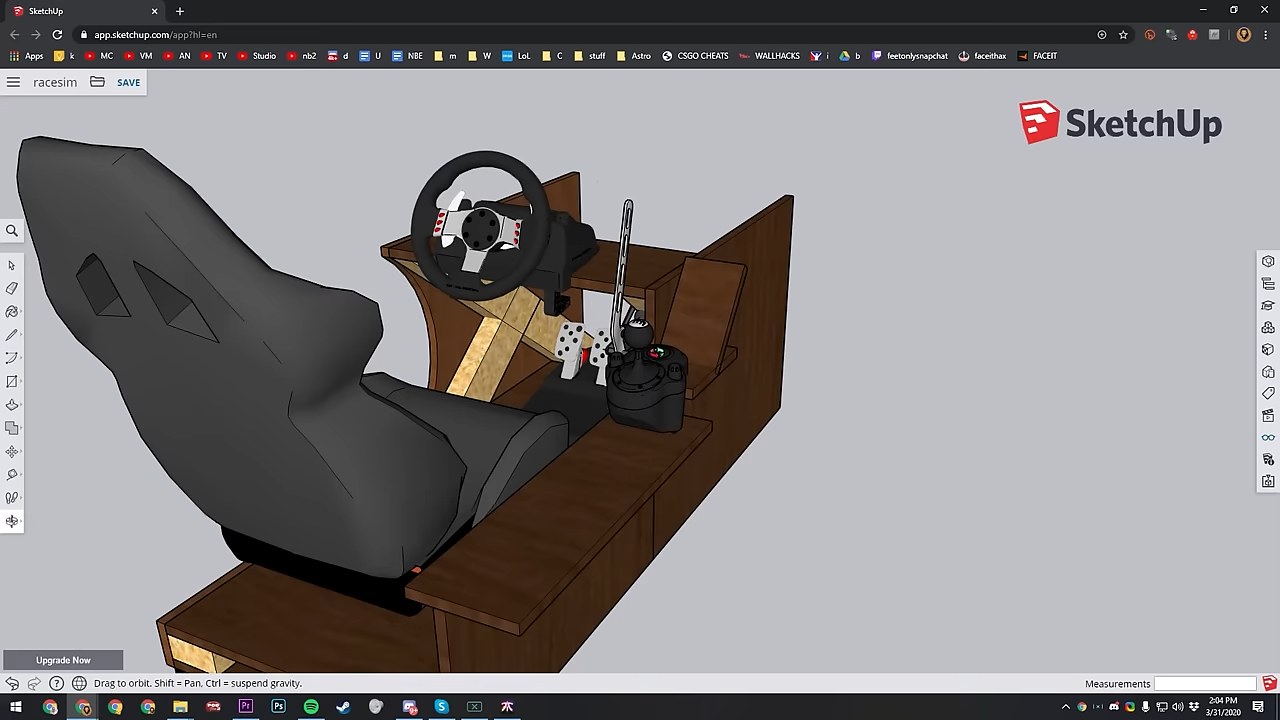 SketchUp
app.sketchup.com/app?hl=en
Apps k MC VM AN TV Studio nb2 d U NBE m W LoL C stuff Astro CSGO CHEATS WALLHACKS i b feetonlysnapchat faceithax FACEIT
racesim SAVE
SketchUp
Upgrade Now
Drag to orbit. Shift = Pan. Ctrl = suspend gravity. Measurements
2:04 PM
3/31/2020